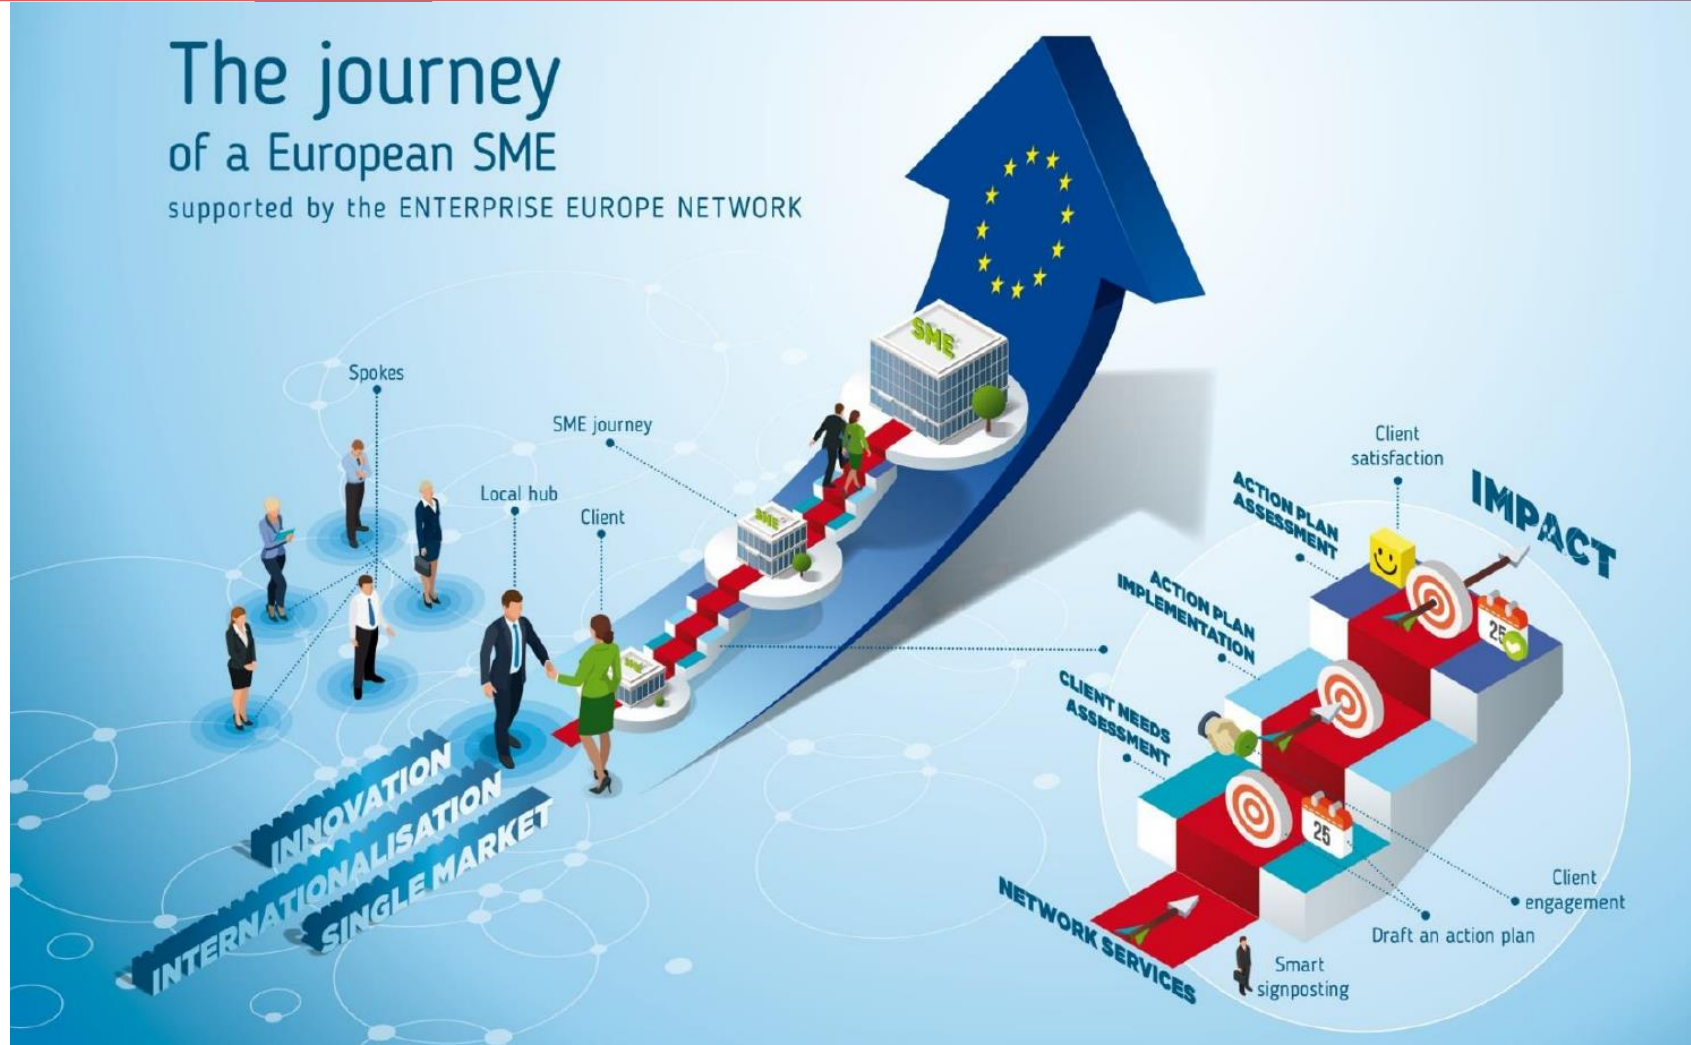 The journey
of a European SME
supported by the ENTERPRISE EUROPE NETWORK
Spokes
SME journey
Local hub
Client
SME
SME
SME
INNOVATION
INTERNATIONALISATION
SINGLE MARKET
Client
satisfaction
IMPACT
ACTION PLAN
ASSESSMENT
ACTION PLAN
IMPLEMENTATION
CLIENT NEEDS
ASSESSMENT
NETWORK SERVICES
25
25
Client
engagement
Draft an action plan
Smart
signposting